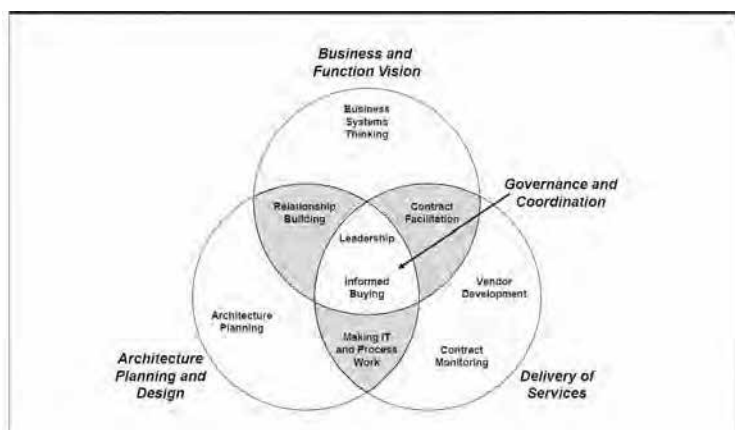 Business and
Function Vision
Business
Systems
Thinking
Governance and
Coordination
Relationship
Building
Contract
Facilitation
Leadership
Informed
Buying
Vendor
Development
Architecture
Planning
Making IT
and Process
Work
Contract
Monitoring
Architecture
Planning and
Design
Delivery of
Services